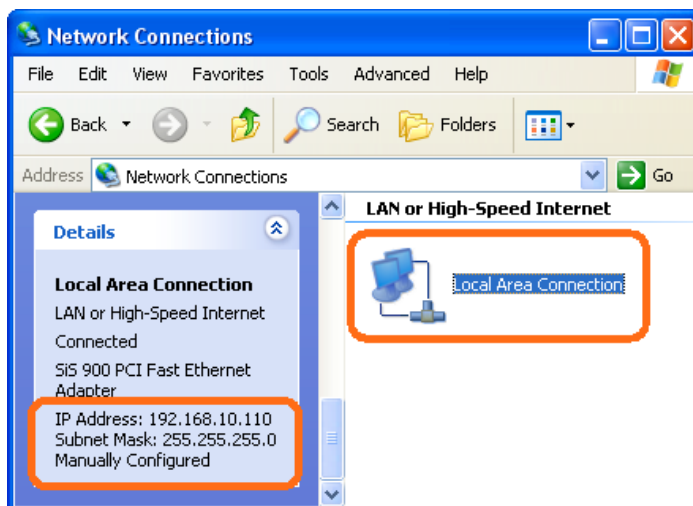 Network Connections
File Edit View Favorites Tools Advanced Help
Back Search Folders
Address Network Connections Go
Details
Local Area Connection
LAN or High-Speed Internet
Connected
SiS 900 PCI Fast Ethernet
Adapter
IP Address: 192.168.10.110
Subnet Mask: 255.255.255.0
Manually Configured
LAN or High-Speed Internet
Local Area Connection